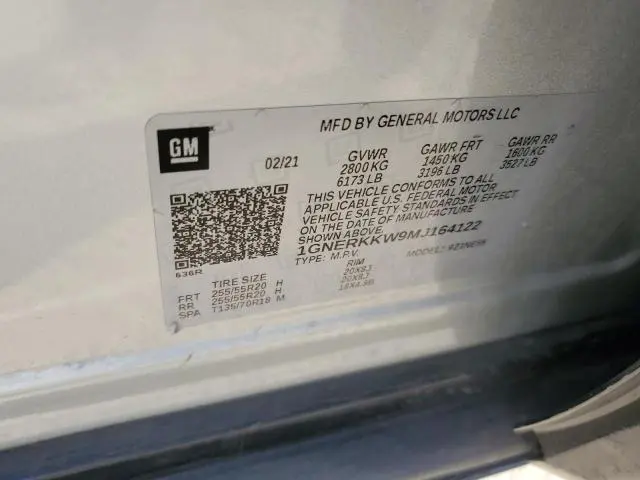 MFD BY GENERAL MOTORS LLC
GM
02/21
GVWR GAWR FRT GAWR RR
2800 KG 1450 KG 1600 KG
6173 LB 3196 LB 3527 LB
THIS VEHICLE CONFORMS TO ALL
APPLICABLE U.S. FEDERAL MOTOR
VEHICLE SAFETY STANDARDS IN EFFECT
ON THE DATE OF MANUFACTURE
SHOWN ABOVE.
1GNERKKW9MJ164122
TYPE: M.P.V. MODEL:
636R
TIRE SIZE RIM
FRT 255/55R20 H 20X8J
RR 255/55R20 H 20X8J
SPA T135/70R18 M 18X4.5B